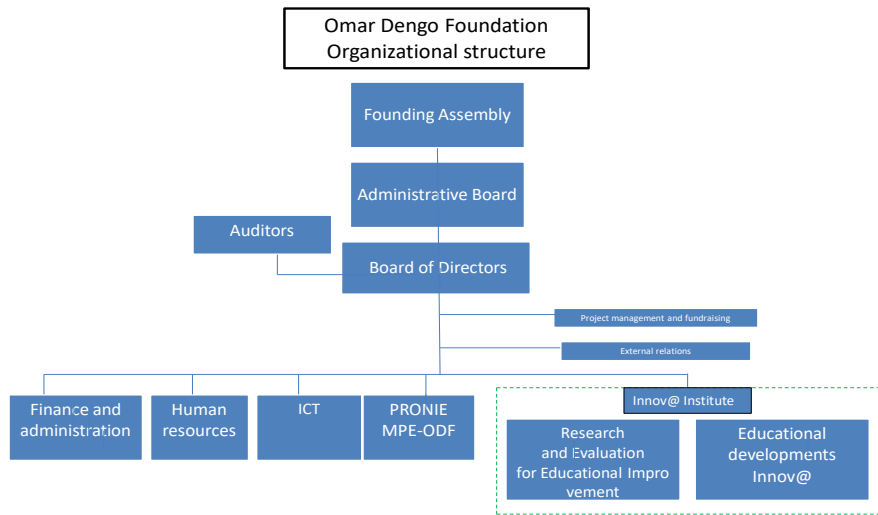 Omar Dengo Foundation
Organizational structure
Founding Assembly
Administrative Board
Auditors
Board of Directors
Project management and fundraising
External relations
Finance and
administration
Human
resources
ICT
PRONIE
MPE-ODF
Innov@ Institute
Research
and Evaluation
for Educational Impro
vement
Educational
developments
Innov@